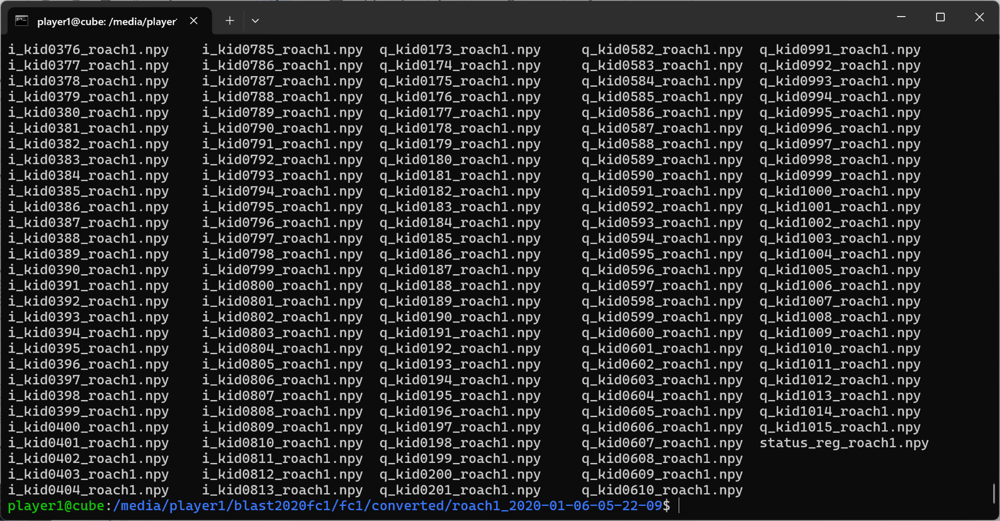 player1@cube: /media/player
i_kid0376_roach1.npy i_kid0785_roach1.npy q_kid0173_roach1.npy q_kid0582_roach1.npy q_kid0991_roach1.npy
i_kid0377_roach1.npy i_kid0786_roach1.npy q_kid0174_roach1.npy q_kid0583_roach1.npy q_kid0992_roach1.npy
i_kid0378_roach1.npy i_kid0787_roach1.npy q_kid0175_roach1.npy q_kid0584_roach1.npy q_kid0993_roach1.npy
i_kid0379_roach1.npy i_kid0788_roach1.npy q_kid0176_roach1.npy q_kid0585_roach1.npy q_kid0994_roach1.npy
i_kid0380_roach1.npy i_kid0789_roach1.npy q_kid0177_roach1.npy q_kid0586_roach1.npy q_kid0995_roach1.npy
i_kid0381_roach1.npy i_kid0790_roach1.npy q_kid0178_roach1.npy q_kid0587_roach1.npy q_kid0996_roach1.npy
i_kid0382_roach1.npy i_kid0791_roach1.npy q_kid0179_roach1.npy q_kid0588_roach1.npy q_kid0997_roach1.npy
i_kid0383_roach1.npy i_kid0792_roach1.npy q_kid0180_roach1.npy q_kid0589_roach1.npy q_kid0998_roach1.npy
i_kid0384_roach1.npy i_kid0793_roach1.npy q_kid0181_roach1.npy q_kid0590_roach1.npy q_kid0999_roach1.npy
i_kid0385_roach1.npy i_kid0794_roach1.npy q_kid0182_roach1.npy q_kid0591_roach1.npy q_kid1000_roach1.npy
i_kid0386_roach1.npy i_kid0795_roach1.npy q_kid0183_roach1.npy q_kid0592_roach1.npy q_kid1001_roach1.npy
i_kid0387_roach1.npy i_kid0796_roach1.npy q_kid0184_roach1.npy q_kid0593_roach1.npy q_kid1002_roach1.npy
i_kid0388_roach1.npy i_kid0797_roach1.npy q_kid0185_roach1.npy q_kid0594_roach1.npy q_kid1003_roach1.npy
i_kid0389_roach1.npy i_kid0798_roach1.npy q_kid0186_roach1.npy q_kid0595_roach1.npy q_kid1004_roach1.npy
i_kid0390_roach1.npy i_kid0799_roach1.npy q_kid0187_roach1.npy q_kid0596_roach1.npy q_kid1005_roach1.npy
i_kid0391_roach1.npy i_kid0800_roach1.npy q_kid0188_roach1.npy q_kid0597_roach1.npy q_kid1006_roach1.npy
i_kid0392_roach1.npy i_kid0801_roach1.npy q_kid0189_roach1.npy q_kid0598_roach1.npy q_kid1007_roach1.npy
i_kid0393_roach1.npy i_kid0802_roach1.npy q_kid0190_roach1.npy q_kid0599_roach1.npy q_kid1008_roach1.npy
i_kid0394_roach1.npy i_kid0803_roach1.npy q_kid0191_roach1.npy q_kid0600_roach1.npy q_kid1009_roach1.npy
i_kid0395_roach1.npy i_kid0804_roach1.npy q_kid0192_roach1.npy q_kid0601_roach1.npy q_kid1010_roach1.npy
i_kid0396_roach1.npy i_kid0805_roach1.npy q_kid0193_roach1.npy q_kid0602_roach1.npy q_kid1011_roach1.npy
i_kid0397_roach1.npy i_kid0806_roach1.npy q_kid0194_roach1.npy q_kid0603_roach1.npy q_kid1012_roach1.npy
i_kid0398_roach1.npy i_kid0807_roach1.npy q_kid0195_roach1.npy q_kid0604_roach1.npy q_kid1013_roach1.npy
i_kid0399_roach1.npy i_kid0808_roach1.npy q_kid0196_roach1.npy q_kid0605_roach1.npy q_kid1014_roach1.npy
i_kid0400_roach1.npy i_kid0809_roach1.npy q_kid0197_roach1.npy q_kid0606_roach1.npy q_kid1015_roach1.npy
i_kid0401_roach1.npy i_kid0810_roach1.npy q_kid0198_roach1.npy q_kid0607_roach1.npy status_reg_roach1.npy
i_kid0402_roach1.npy i_kid0811_roach1.npy q_kid0199_roach1.npy q_kid0608_roach1.npy
i_kid0403_roach1.npy i_kid0812_roach1.npy q_kid0200_roach1.npy q_kid0609_roach1.npy
i_kid0404_roach1.npy i_kid0813_roach1.npy q_kid0201_roach1.npy q_kid0610_roach1.npy
player1@cube:/media/player1/blast2020fc1/fc1/converted/roach1_2020-01-06-05-22-09$